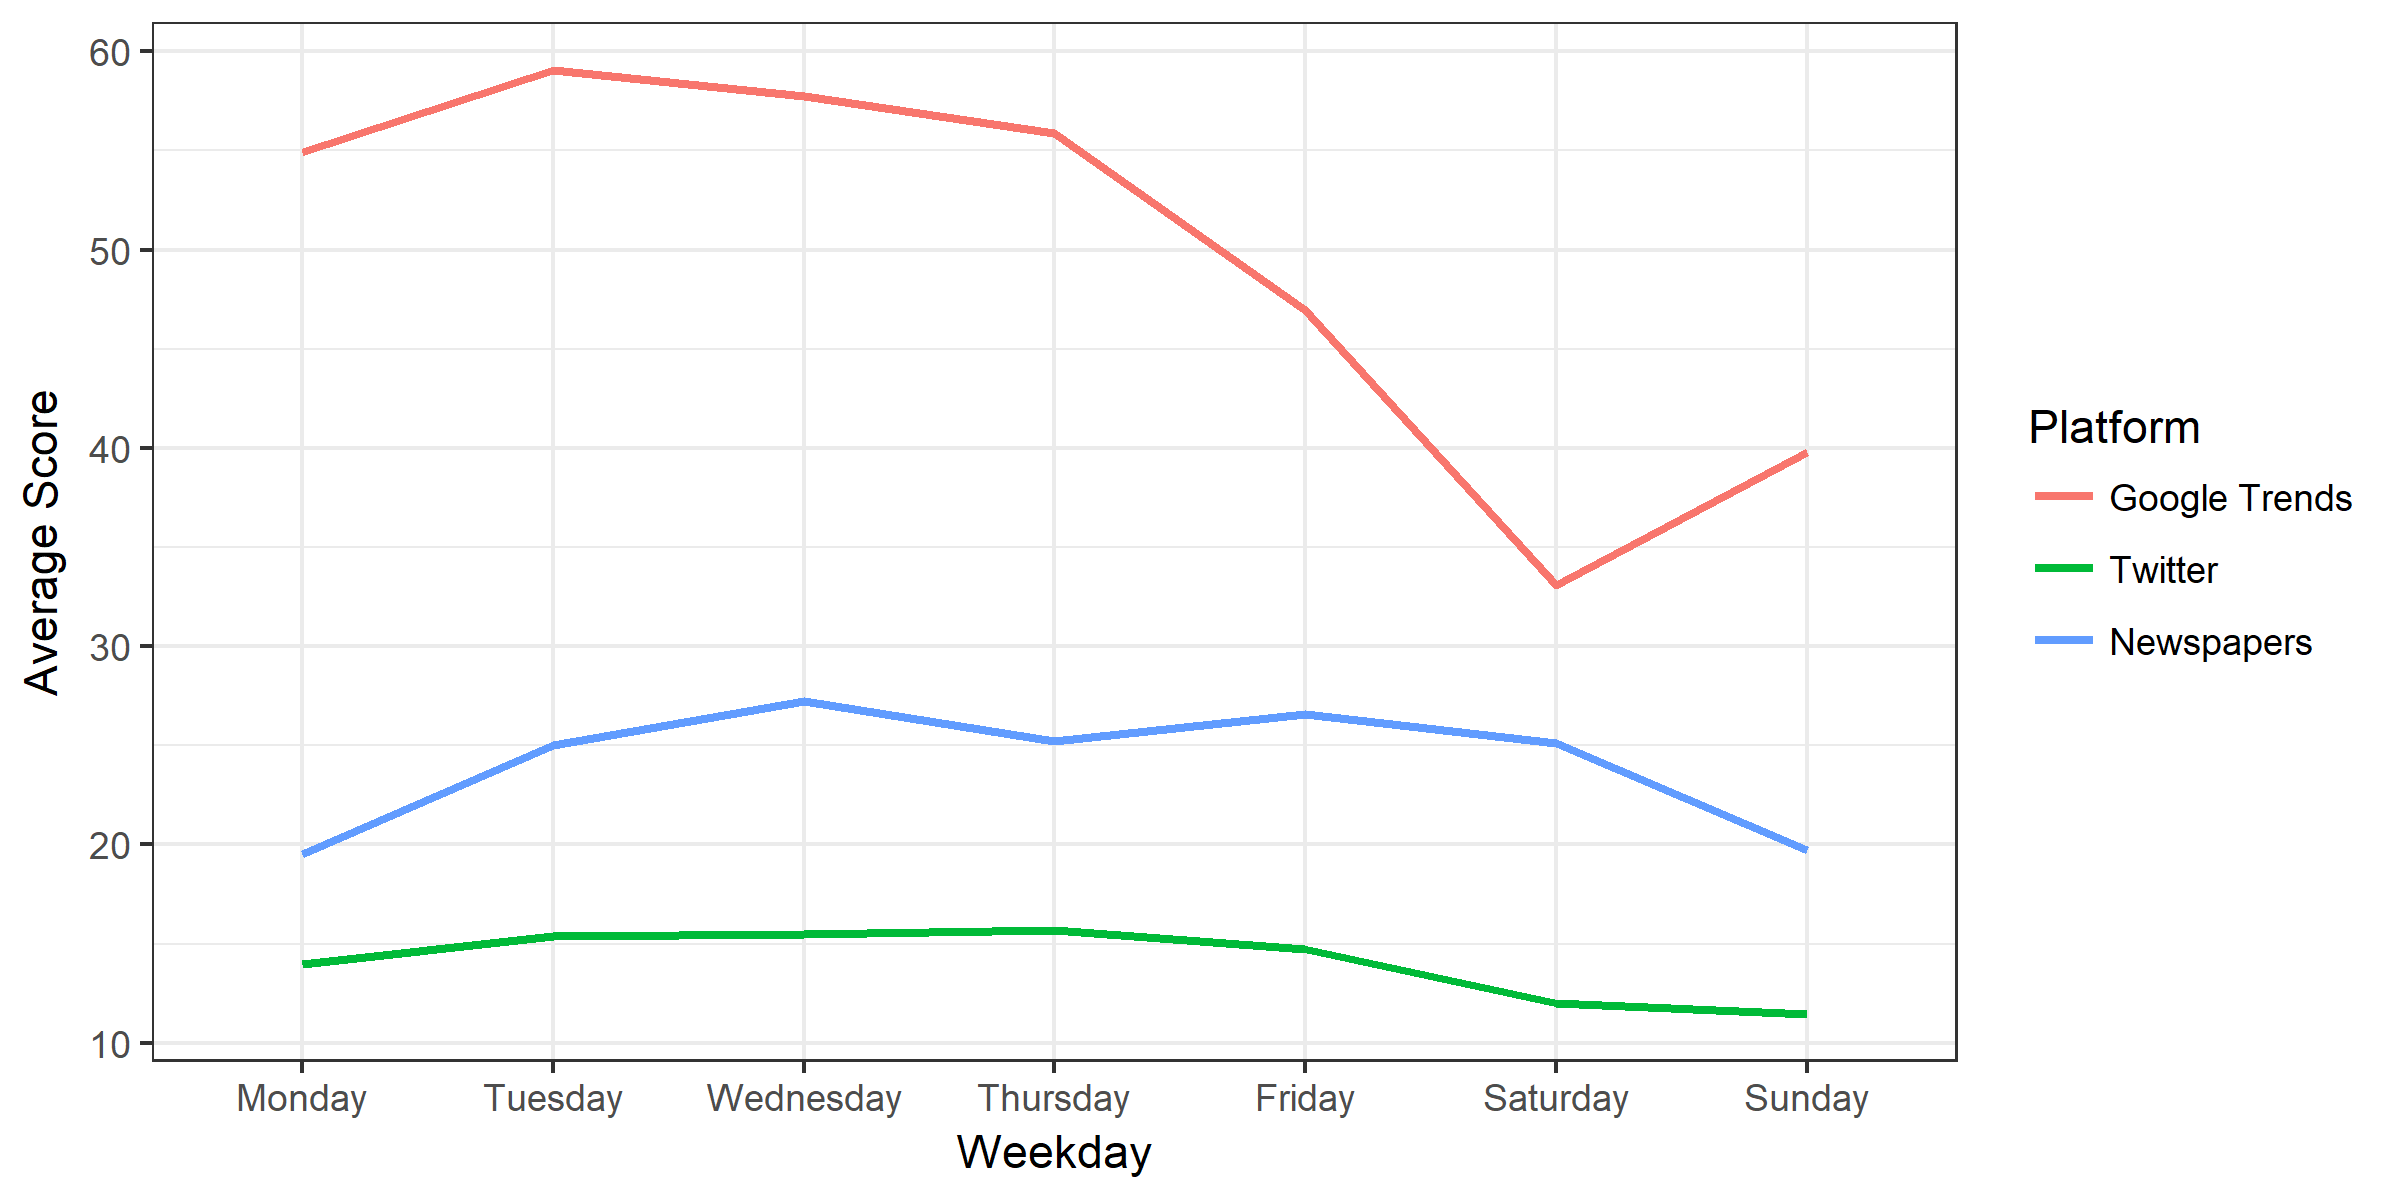 60
50
40
30
20
10
Average Score
Monday Tuesday Wednesday Thursday Friday Saturday Sunday
Weekday
Platform
Google Trends
Twitter
Newspapers